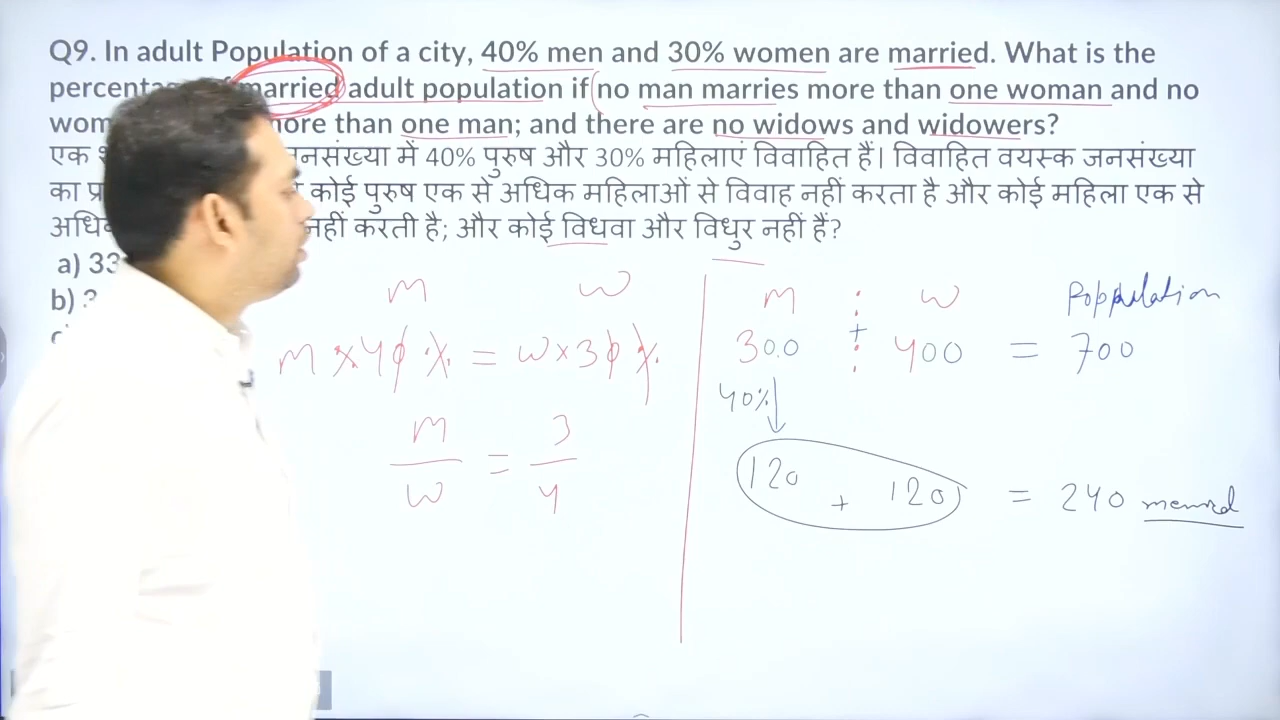 Q9. In adult Population of a city, 40% men and 30% women are married. What is the
married adult population if (no man marries more than one woman and no
more than one man; and there are no widows and widowers?
एक जनसंख्या में 40% पुरुष और 30% महिलाएं विवाहित हैं। विवाहित वयस्क जनसंख्या
का कोई पुरुष एक से अधिक महिलाओं से विवाह नहीं करता है और कोई महिला एक से
नहीं करती है; और कोई विधवा और विधुर नहीं हैं?
a) 33
b)
M W
M × 40% = W × 30%
M/W = 3/4
M : W Poppulation
300 + 400 = 700
40%
120 + 120 = 240